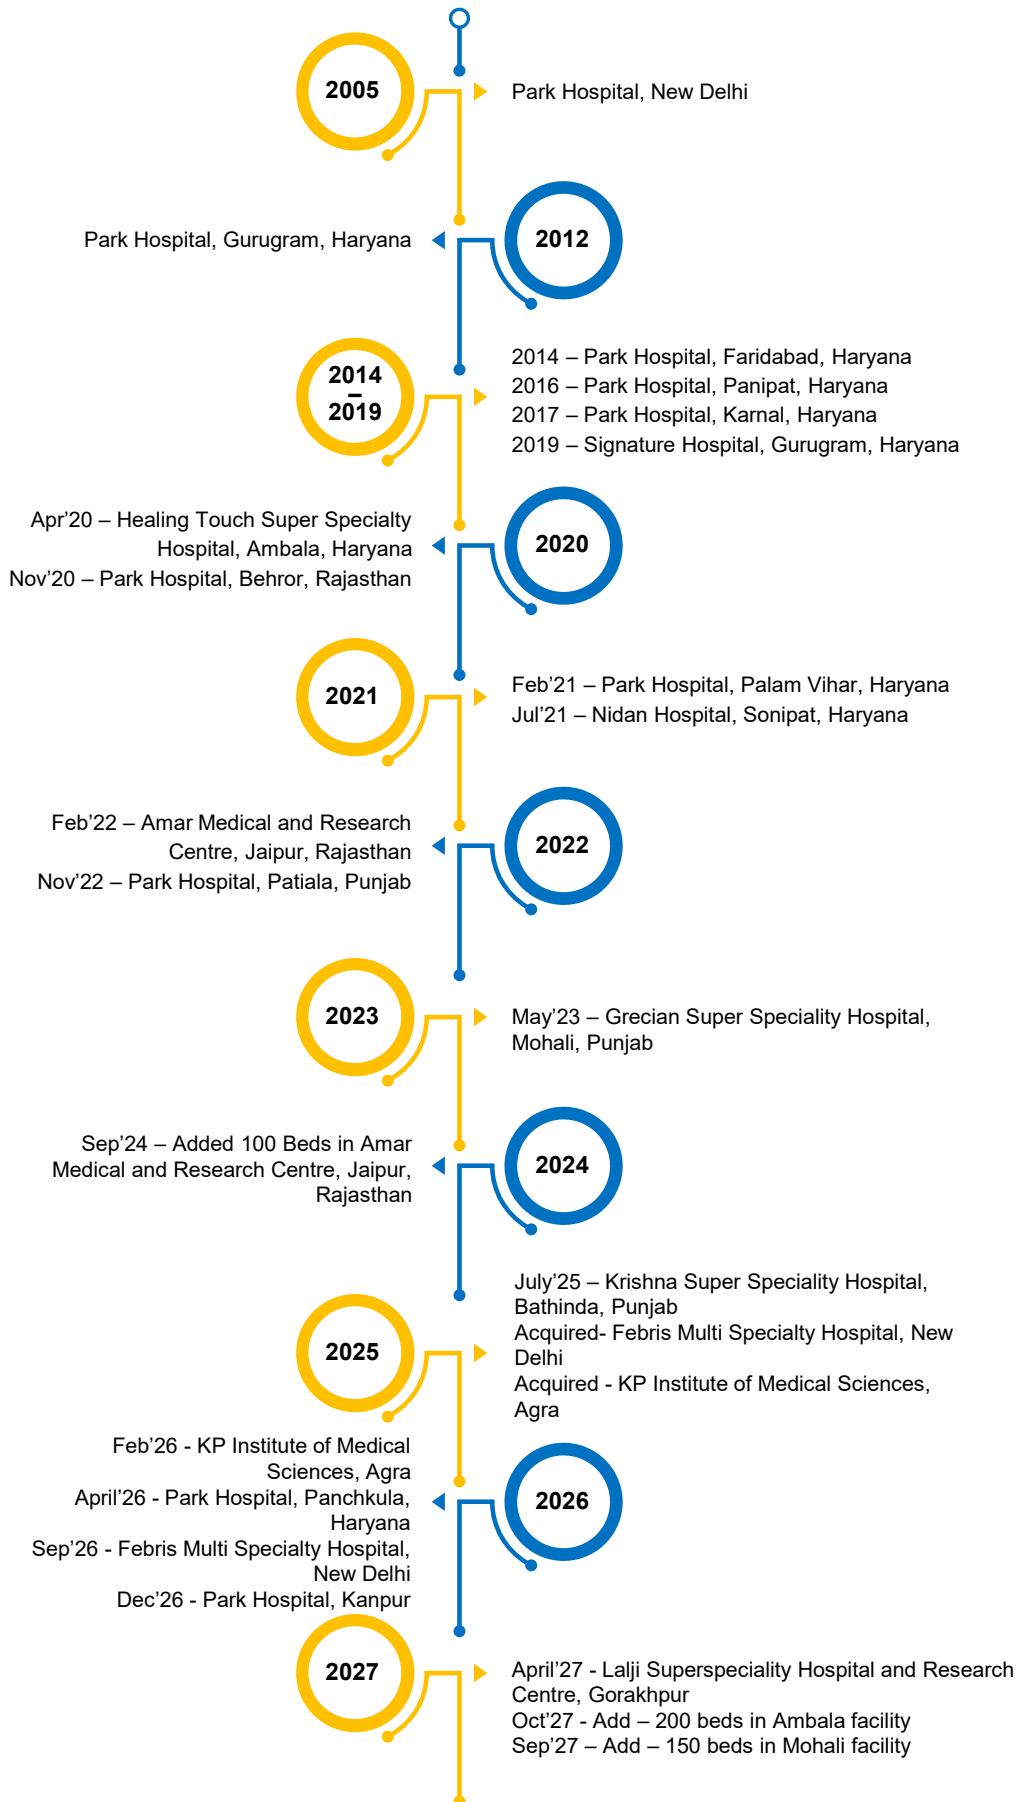 2005
Park Hospital, New Delhi
Park Hospital, Gurugram, Haryana
2012
2014
–
2019
2014 – Park Hospital, Faridabad, Haryana
2016 – Park Hospital, Panipat, Haryana
2017 – Park Hospital, Karnal, Haryana
2019 – Signature Hospital, Gurugram, Haryana
Apr’20 – Healing Touch Super Specialty
Hospital, Ambala, Haryana
Nov’20 – Park Hospital, Behror, Rajasthan
2020
2021
Feb’21 – Park Hospital, Palam Vihar, Haryana
Jul’21 – Nidan Hospital, Sonipat, Haryana
Feb’22 – Amar Medical and Research
Centre, Jaipur, Rajasthan
Nov’22 – Park Hospital, Patiala, Punjab
2022
2023
May’23 – Grecian Super Speciality Hospital,
Mohali, Punjab
Sep’24 – Added 100 Beds in Amar
Medical and Research Centre, Jaipur,
Rajasthan
2024
2025
July’25 – Krishna Super Speciality Hospital,
Bathinda, Punjab
Acquired- Febris Multi Specialty Hospital, New
Delhi
Acquired - KP Institute of Medical Sciences,
Agra
Feb’26 - KP Institute of Medical
Sciences, Agra
April’26 - Park Hospital, Panchkula,
Haryana
Sep’26 - Febris Multi Specialty Hospital,
New Delhi
Dec’26 - Park Hospital, Kanpur
2026
2027
April’27 - Lalji Superspeciality Hospital and Research
Centre, Gorakhpur
Oct’27 - Add – 200 beds in Ambala facility
Sep’27 – Add – 150 beds in Mohali facility